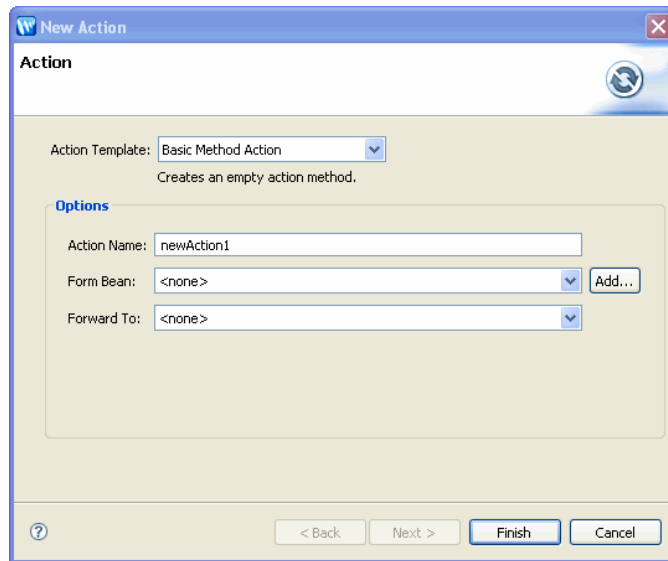 New Action
Action
Action Template: Basic Method Action
Creates an empty action method.
Options
Action Name: newAction1
Form Bean: <none> Add...
Forward To: <none>
< Back Next > Finish Cancel